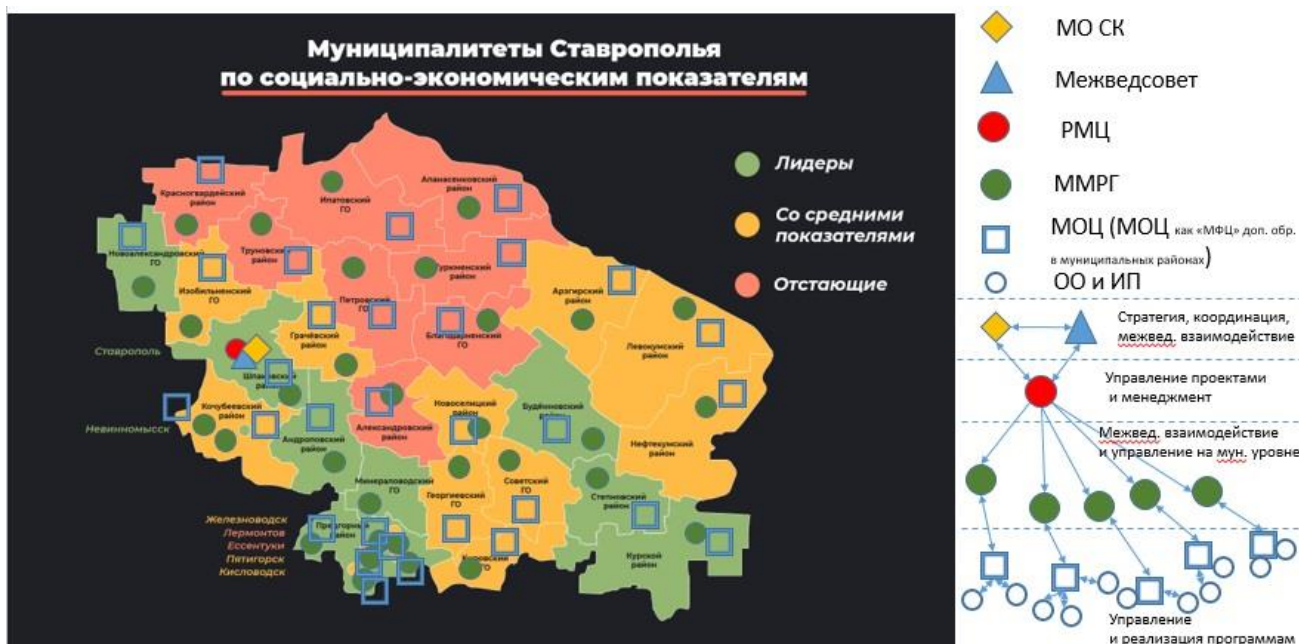 Муниципалитеты Ставрополья
по социально-экономическим показателям
Лидеры
Со средними
показателями
Отстающие
Красногвардейский
район
Ипатовский
ГО
Апанасенковский
район
Новоалександровский
ГО
Труновский
район
Туркменский
район
Изобильненский
ГО
Петровский
ГО
Арзгирский
район
Грачёвский
район
Благодарненский
ГО
Левокумский
район
Ставрополь
Шпаковский
район
Кочубеевский
район
Новоселицкий
район
Будённовский
район
Невинномысск
Андроповский
район
Александровский
район
Нефтекумский
район
Минераловодский
ГО
Георгиевский
ГО
Советский
ГО
Степновский
район
Железноводск
Лермонтов
Ессентуки
Пятигорск
Кисловодск
Предгорный
район
Кировский
ГО
Курской
район
МО СК
Межведсовет
РМЦ
ММРГ
МОЦ (МОЦ как «МФЦ» доп. обр.
в муниципальных районах)
ОО и ИП
Стратегия, координация,
межвед. взаимодействие
Управление проектами
и менеджмент
Межвед. взаимодействие
и управление на мун. уровне
Управление
и реализация программам